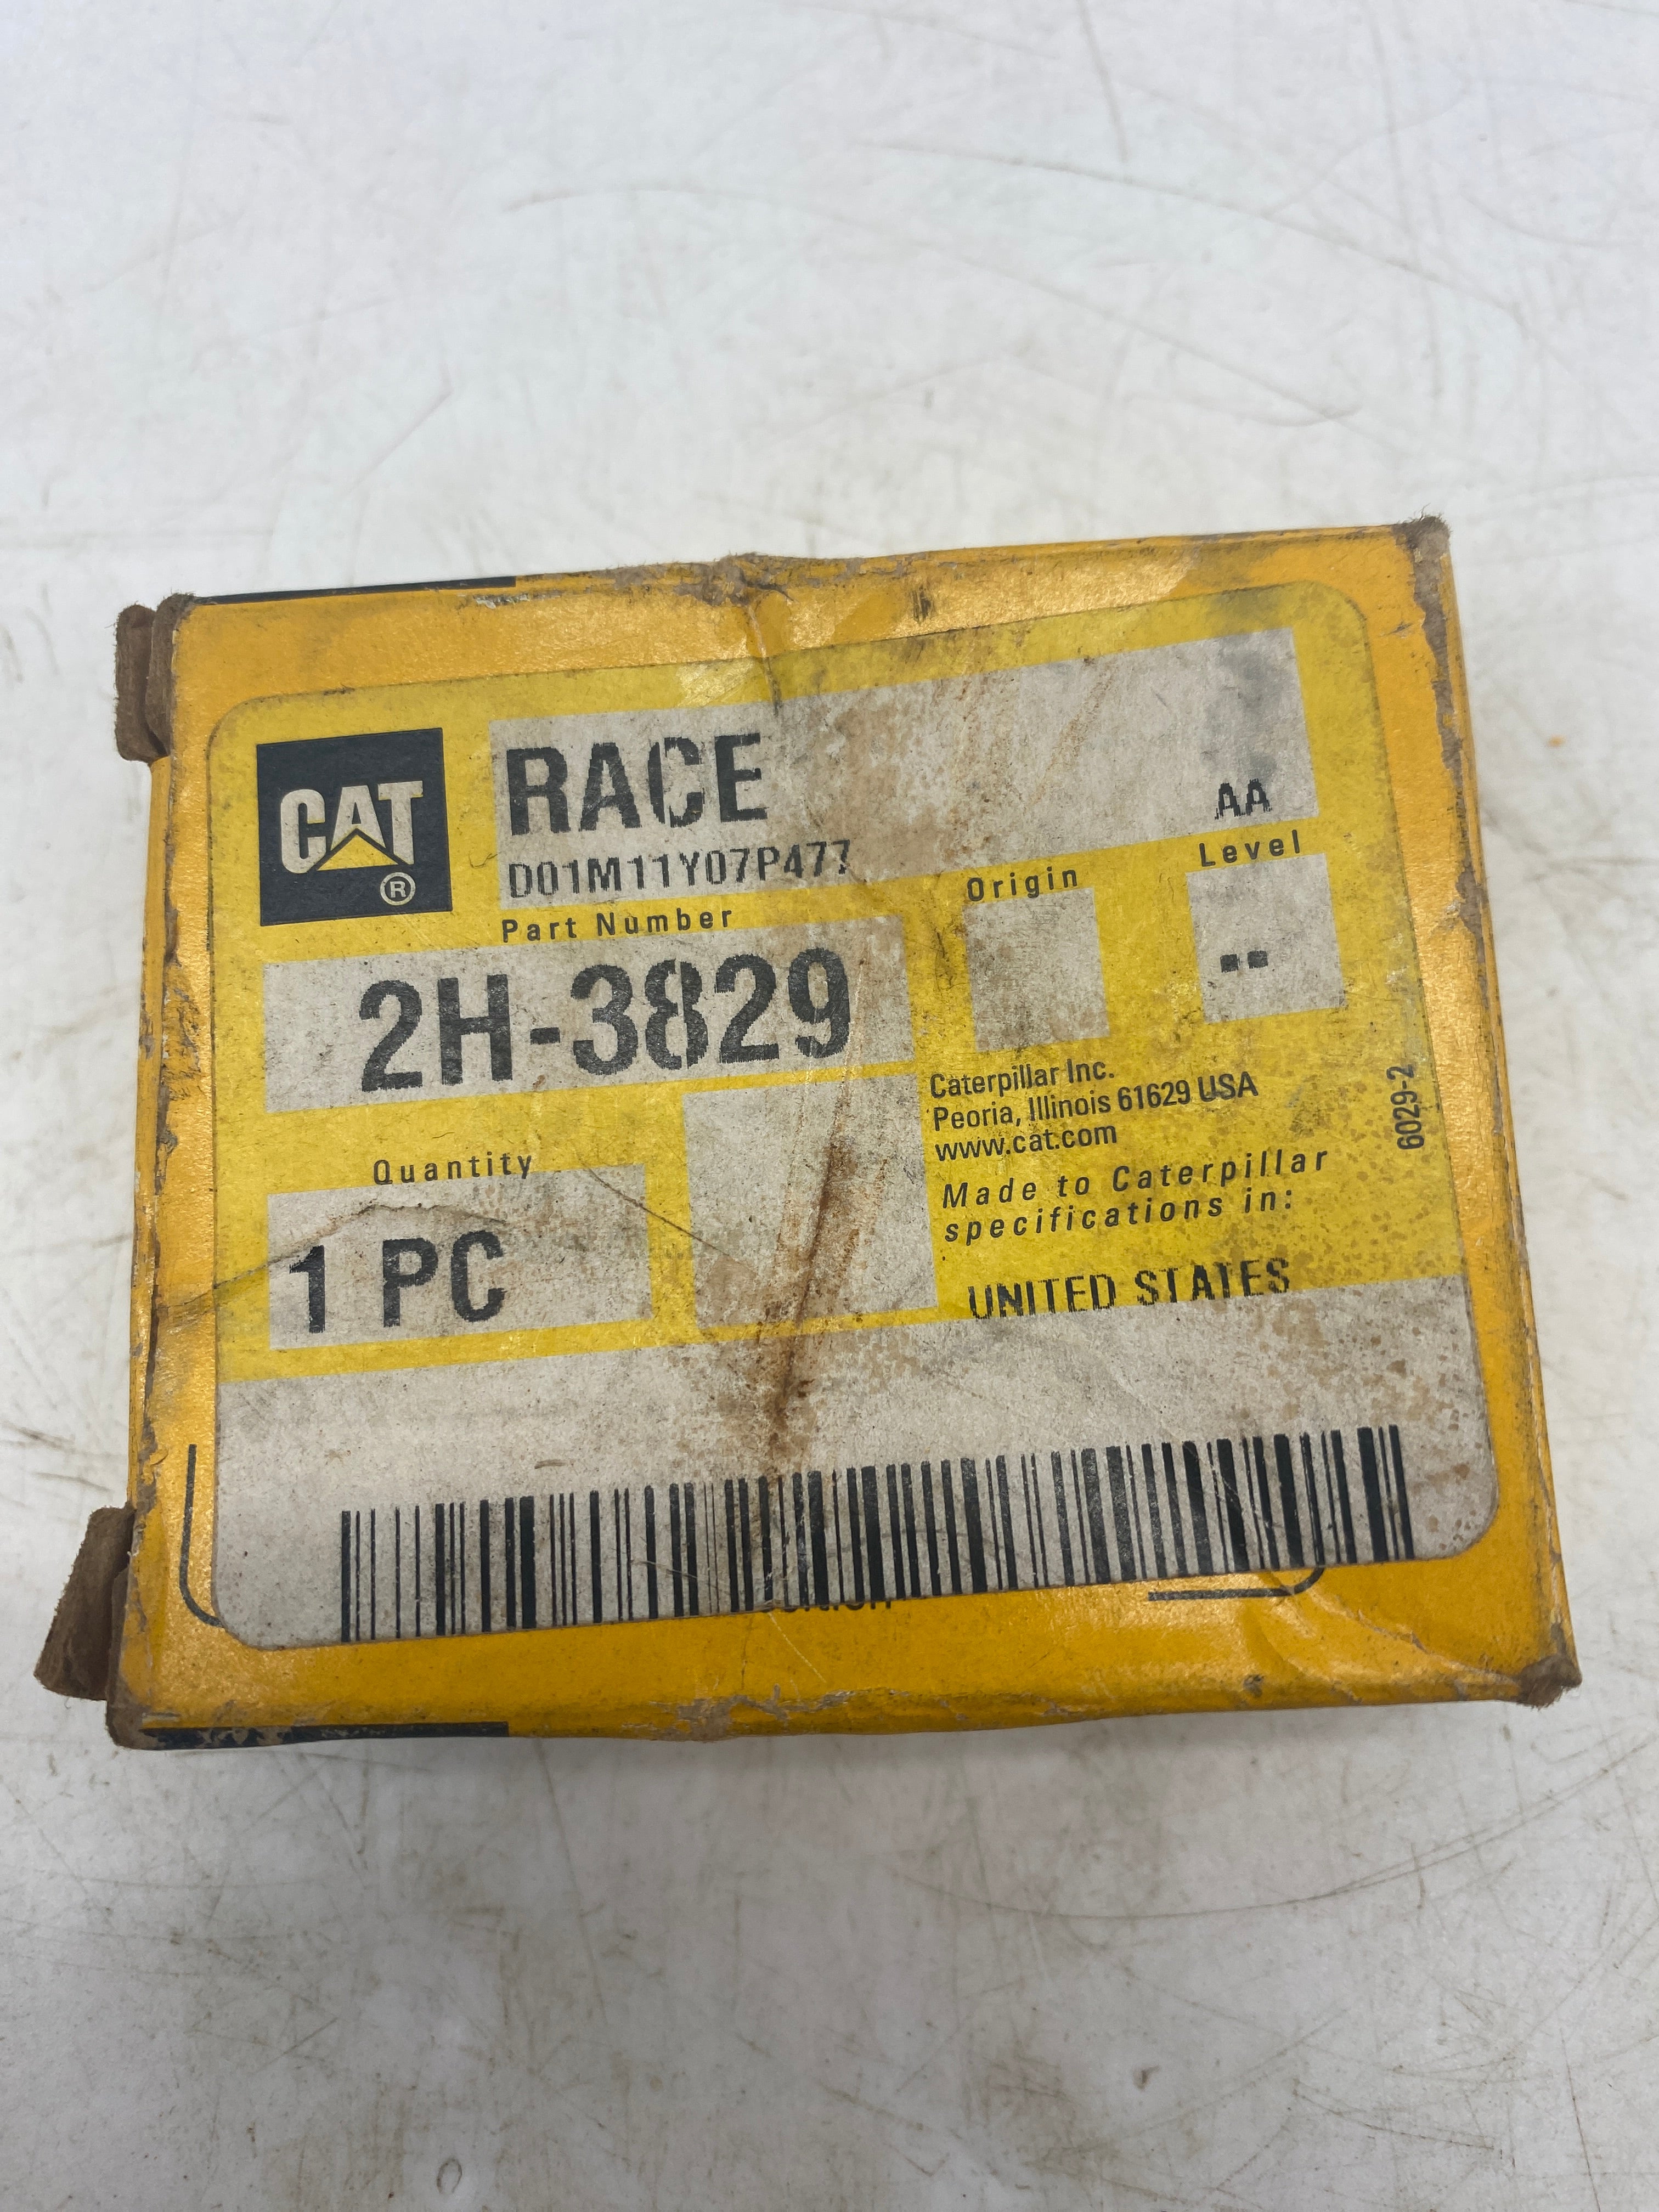 CAT
®
RACE
AA
D01M11Y07P477
Part Number
Origin
Level
2H-3829
--
Caterpillar Inc.
Peoria, Illinois 61629 USA
www.cat.com
Made to Caterpillar
specifications in:
UNITED STATES
6029-2
Quantity
1 PC